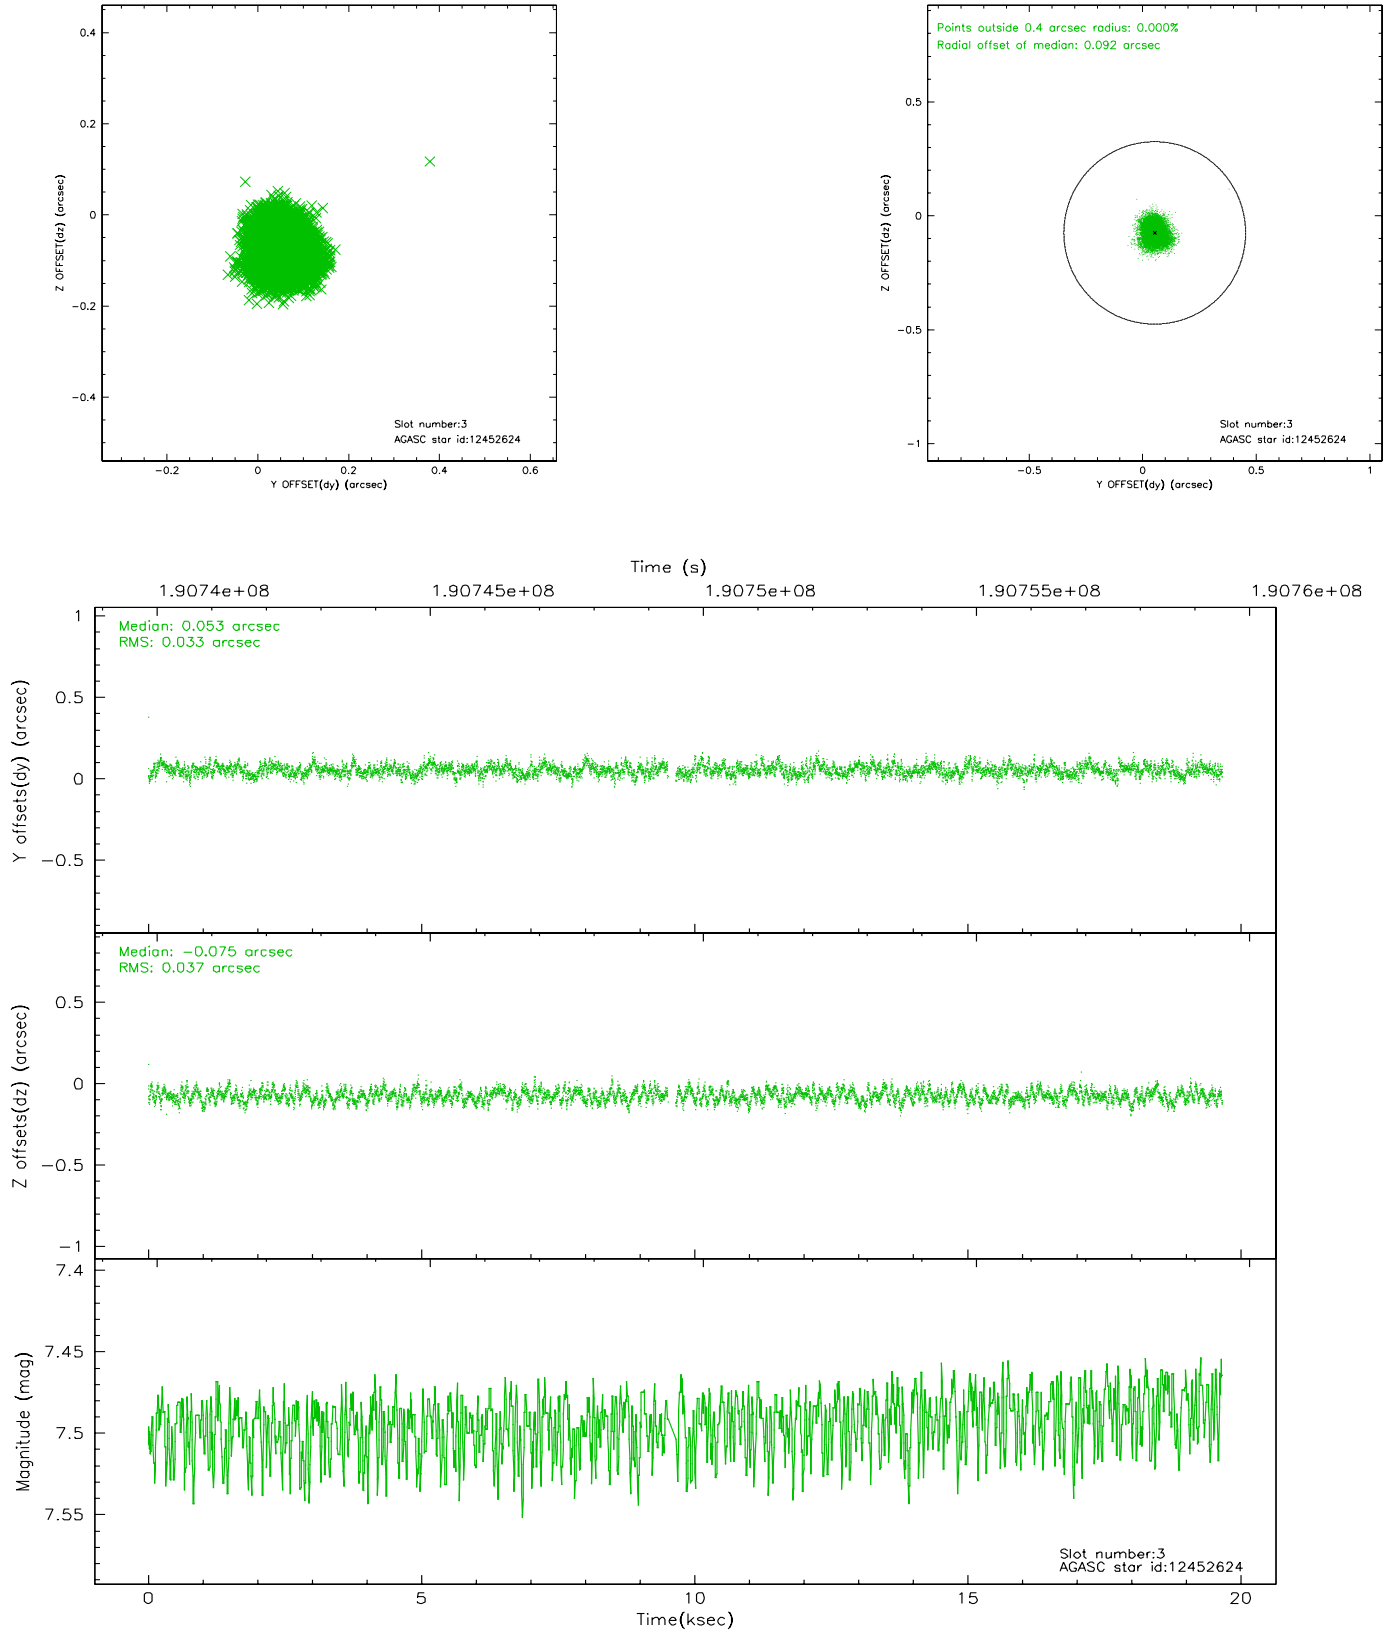 0.4
0.2
0
−0.2
−0.4
Z OFFSET(dz) (arcsec)
Slot number:3
AGASC star id:12452624
−0.2 0 0.2 0.4 0.6
Y OFFSET(dy) (arcsec)
Points outside 0.4 arcsec radius: 0.000%
Radial offset of median: 0.092 arcsec
0.5
0
−0.5
−1
Z OFFSET(dz) (arcsec)
Slot number:3
AGASC star id:12452624
−0.5 0 0.5 1
Y OFFSET(dy) (arcsec)
Time (s)
1.9074e+08 1.90745e+08 1.9075e+08 1.90755e+08 1.9076e+08
Median: 0.053 arcsec
RMS: 0.033 arcsec
1
0.5
0
−0.5
Y offsets(dy) (arcsec)
Median: −0.075 arcsec
RMS: 0.037 arcsec
0.5
0
−0.5
−1
Z offsets(dz) (arcsec)
7.4
7.45
7.5
7.55
Magnitude (mag)
Slot number:3
AGASC star id:12452624
0 5 10 15 20
Time(ksec)